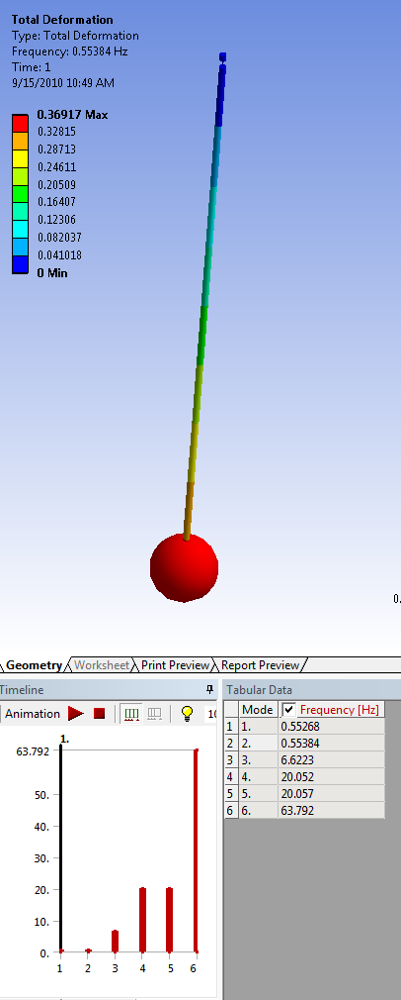 Total Deformation
Type: Total Deformation
Frequency: 0.55384 Hz
Time: 1
9/15/2010 10:49 AM
0.36917 Max
0.32815
0.28713
0.24611
0.20509
0.16407
0.12306
0.082037
0.041018
0 Min
0.
Geometry Worksheet Print Preview Report Preview
Timeline
Animation 10
1.
63.792
50.
40.
30.
20.
10.
0.
1 2 3 4 5 6
Tabular Data
Mode Frequency [Hz]
1 1. 0.55268
2 2. 0.55384
3 3. 6.6223
4 4. 20.052
5 5. 20.057
6 6. 63.792